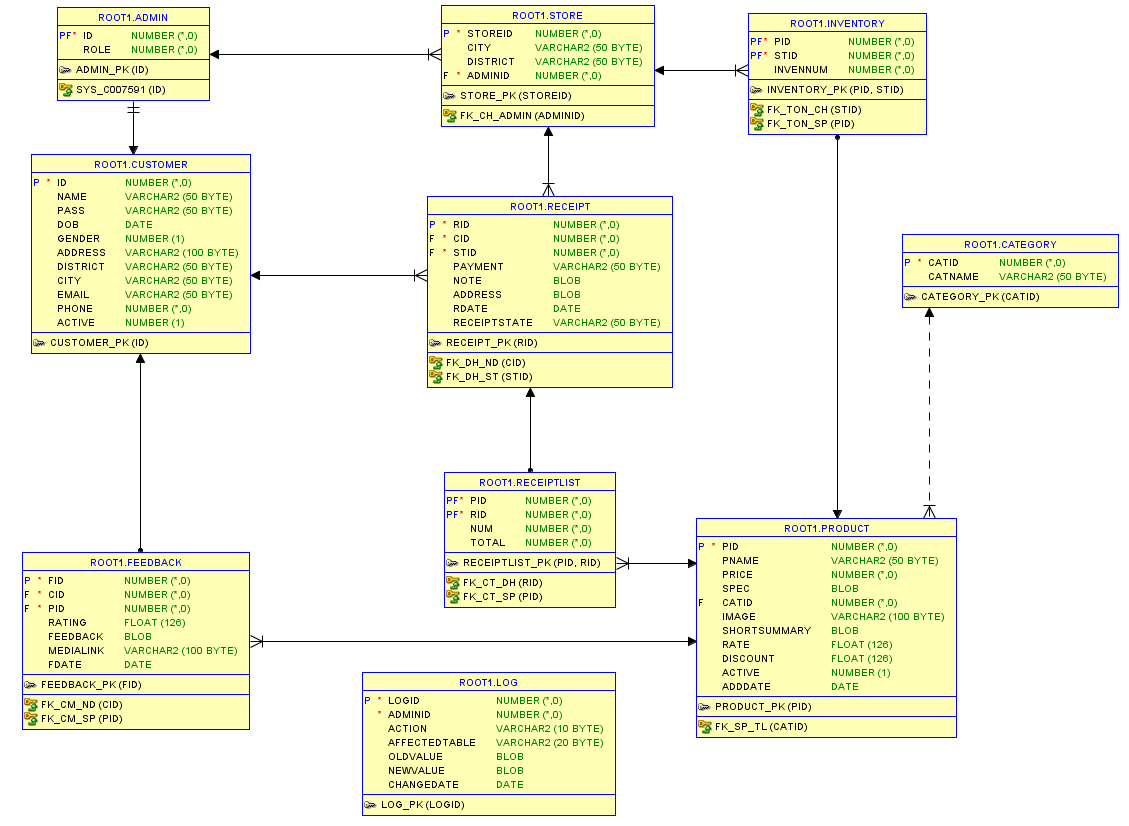 ROOT1.ADMIN
PF* ID NUMBER (*,0)
ROLE NUMBER (*,0)
ADMIN_PK (ID)
SYS_C007591 (ID)
ROOT1.STORE
P * STOREID NUMBER (*,0)
CITY VARCHAR2 (50 BYTE)
DISTRICT VARCHAR2 (50 BYTE)
F * ADMINID NUMBER (*,0)
STORE_PK (STOREID)
FK_CH_ADMIN (ADMINID)
ROOT1.INVENTORY
PF* PID NUMBER (*,0)
PF* STID NUMBER (*,0)
INVENNUM NUMBER (*,0)
INVENTORY_PK (PID, STID)
FK_TON_CH (STID)
FK_TON_SP (PID)
ROOT1.CUSTOMER
P * ID NUMBER (*,0)
NAME VARCHAR2 (50 BYTE)
PASS VARCHAR2 (50 BYTE)
DOB DATE
GENDER NUMBER (1)
ADDRESS VARCHAR2 (100 BYTE)
DISTRICT VARCHAR2 (50 BYTE)
CITY VARCHAR2 (50 BYTE)
EMAIL VARCHAR2 (50 BYTE)
PHONE NUMBER (*,0)
ACTIVE NUMBER (1)
CUSTOMER_PK (ID)
ROOT1.RECEIPT
P * RID NUMBER (*,0)
F * CID NUMBER (*,0)
F * STID NUMBER (*,0)
PAYMENT VARCHAR2 (50 BYTE)
NOTE BLOB
ADDRESS BLOB
RDATE DATE
RECEIPTSTATE VARCHAR2 (50 BYTE)
RECEIPT_PK (RID)
FK_DH_ND (CID)
FK_DH_ST (STID)
ROOT1.CATEGORY
P * CATID NUMBER (*,0)
CATNAME VARCHAR2 (50 BYTE)
CATEGORY_PK (CATID)
ROOT1.RECEIPTLIST
PF* PID NUMBER (*,0)
PF* RID NUMBER (*,0)
NUM NUMBER (*,0)
TOTAL NUMBER (*,0)
RECEIPTLIST_PK (PID, RID)
FK_CT_DH (RID)
FK_CT_SP (PID)
ROOT1.PRODUCT
P * PID NUMBER (*,0)
PNAME VARCHAR2 (50 BYTE)
PRICE NUMBER (*,0)
SPEC BLOB
F CATID NUMBER (*,0)
IMAGE VARCHAR2 (100 BYTE)
SHORTSUMMARY BLOB
RATE FLOAT (126)
DISCOUNT FLOAT (126)
ACTIVE NUMBER (1)
ADDDATE DATE
PRODUCT_PK (PID)
FK_SP_TL (CATID)
ROOT1.FEEDBACK
P * FID NUMBER (*,0)
F * CID NUMBER (*,0)
F * PID NUMBER (*,0)
RATING FLOAT (126)
FEEDBACK BLOB
MEDIALINK VARCHAR2 (100 BYTE)
FDATE DATE
FEEDBACK_PK (FID)
FK_CM_ND (CID)
FK_CM_SP (PID)
ROOT1.LOG
P * LOGID NUMBER (*,0)
* ADMINID NUMBER (*,0)
ACTION VARCHAR2 (10 BYTE)
AFFECTEDTABLE VARCHAR2 (20 BYTE)
OLDVALUE BLOB
NEWVALUE BLOB
CHANGEDATE DATE
LOG_PK (LOGID)